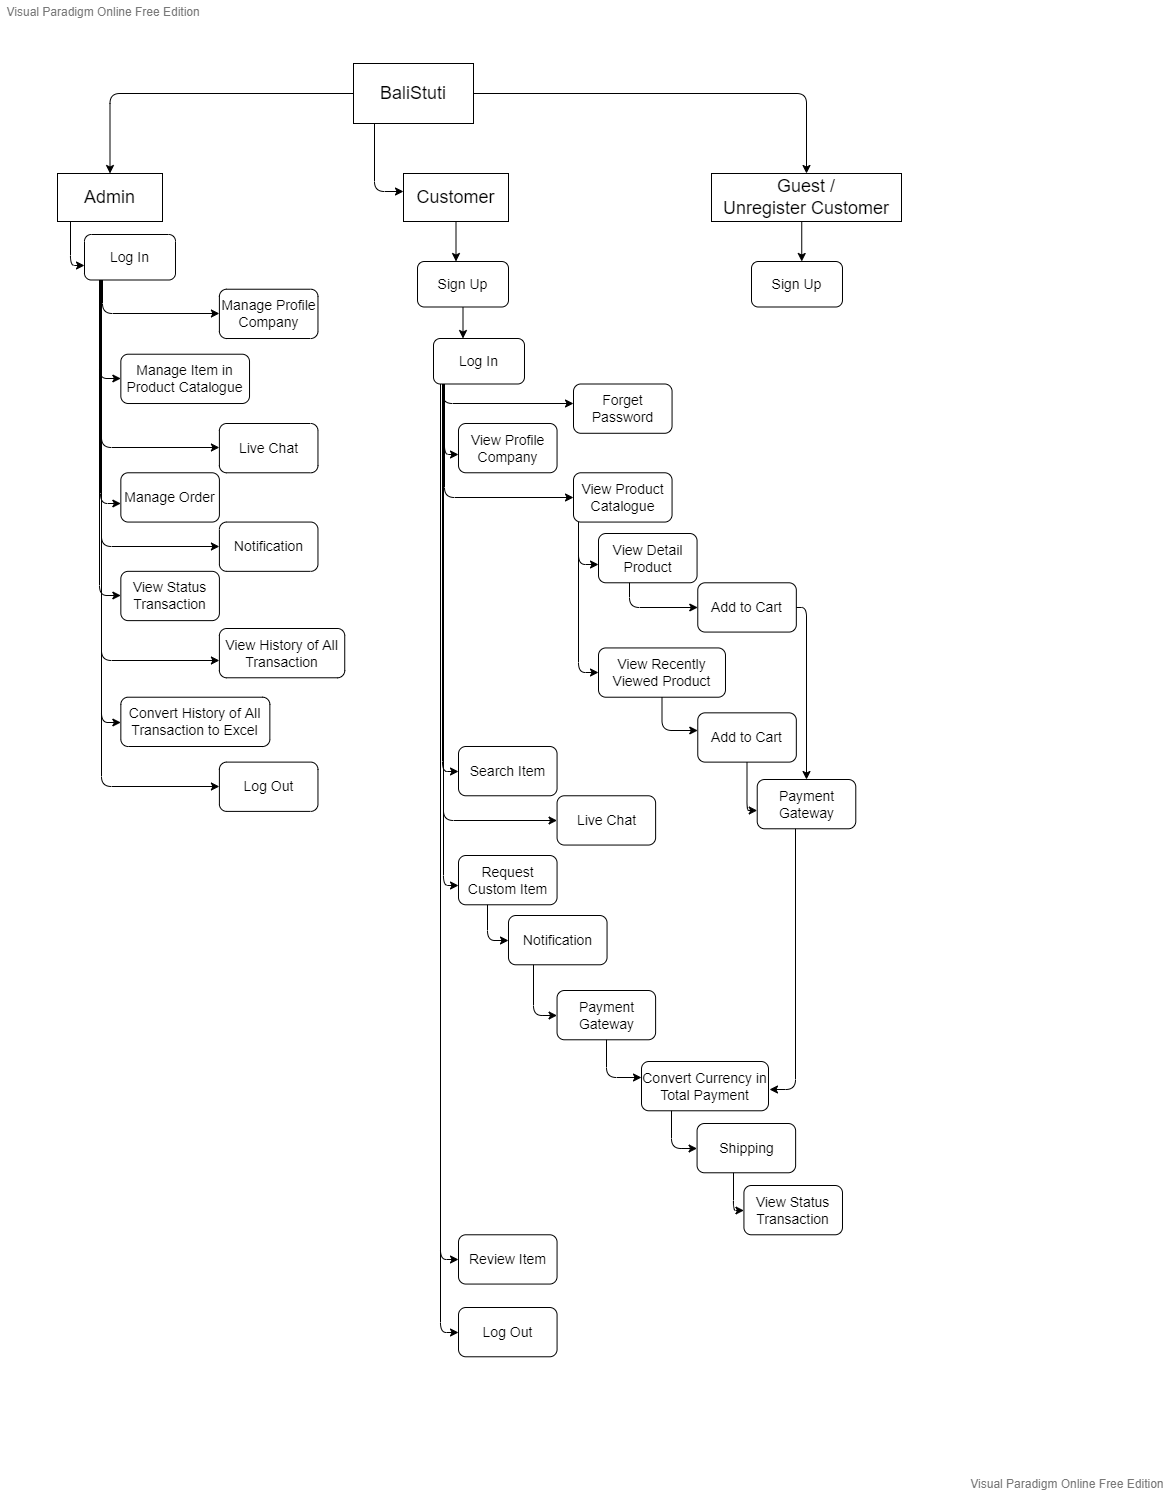 Visual Paradigm Online Free Edition
BaliStuti
Admin
Customer
Guest /
Unregister Customer
Log In
Sign Up
Sign Up
Manage Profile
Company
Log In
Manage Item in
Product Catalogue
Forget
Password
Live Chat
View Profile
Company
Manage Order
View Product
Catalogue
Notification
View Detail
Product
View Status
Transaction
Add to Cart
View History of All
Transaction
View Recently
Viewed Product
Convert History of All
Transaction to Excel
Add to Cart
Log Out
Search Item
Payment
Gateway
Live Chat
Request
Custom Item
Notification
Payment
Gateway
Convert Currency in
Total Payment
Shipping
View Status
Transaction
Review Item
Log Out
Visual Paradigm Online Free Edition